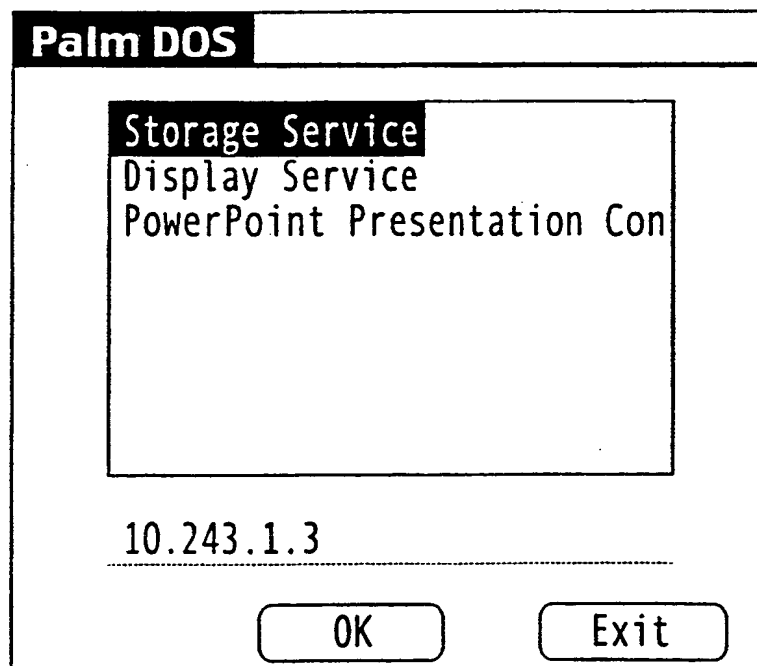 Palm DOS
Storage Service
Display Service
PowerPoint Presentation Con
10.243.1.3
OK Exit